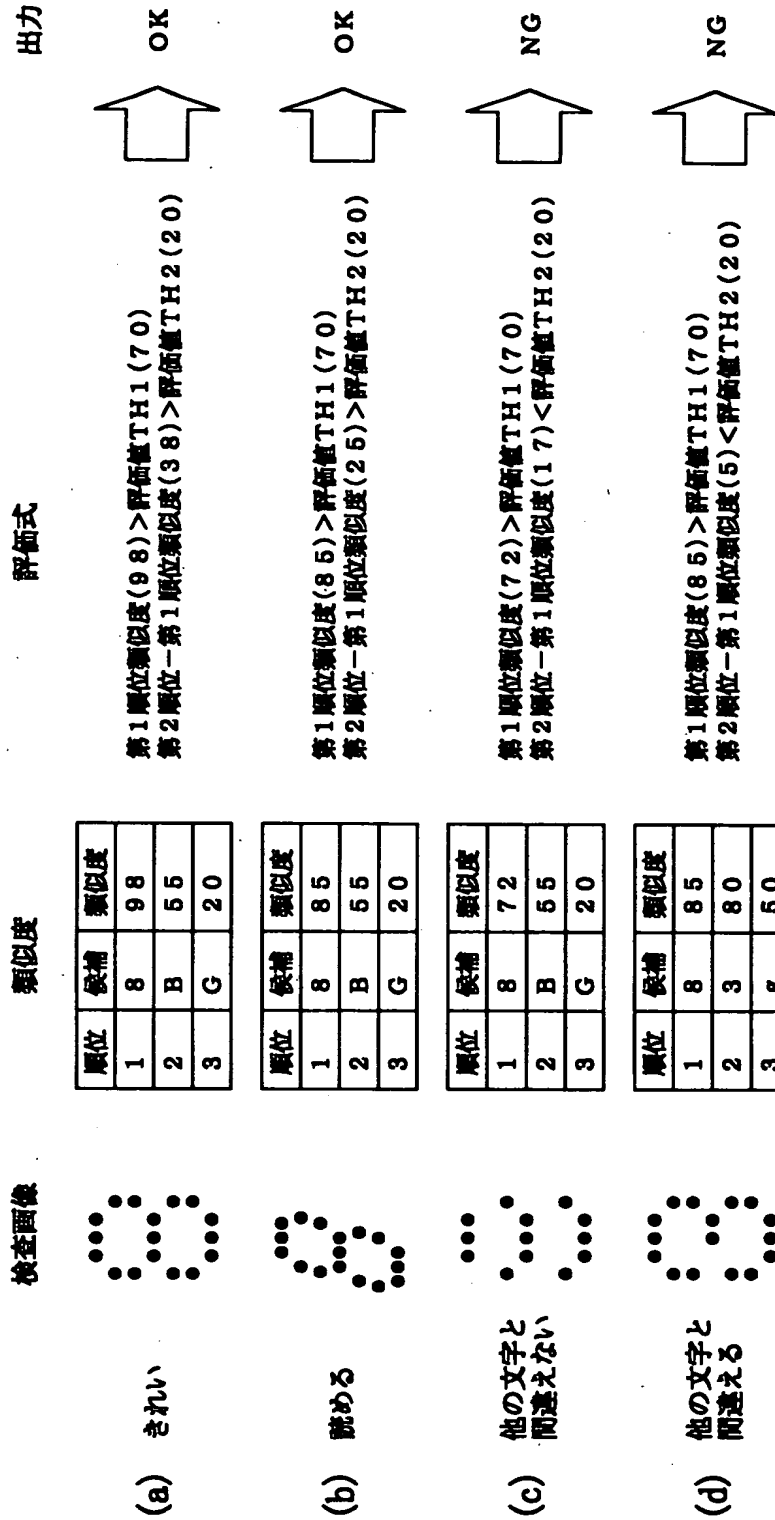 検査画像 類似度 評価式 出力
(a) きれい
順位 候補 類似度
1 8 98
2 B 55
3 G 20
第1順位類似度(98)>評価値TH1(70)
第2順位−第1順位類似度(38)>評価値TH2(20)
OK
(b) 読める
順位 候補 類似度
1 8 85
2 B 55
3 G 20
第1順位類似度(85)>評価値TH1(70)
第2順位−第1順位類似度(25)>評価値TH2(20)
OK
(c) 他の文字と
間違えない
順位 候補 類似度
1 8 72
2 B 55
3 G 20
第1順位類似度(72)>評価値TH1(70)
第2順位−第1順位類似度(17)<評価値TH2(20)
NG
(d) 他の文字と
間違える
順位 候補 類似度
1 8 85
2 3 80
3 50
第1順位類似度(85)>評価値TH1(70)
第2順位−第1順位類似度(5)<評価値TH2(20)
NG